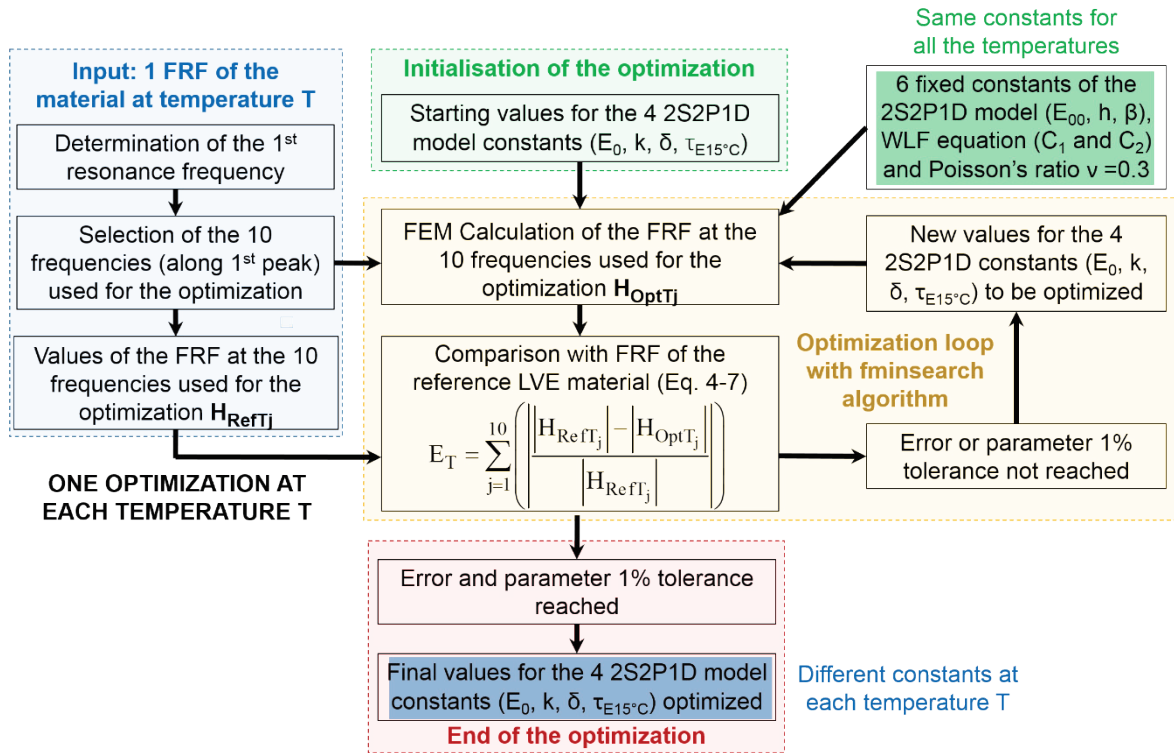 Input: 1 FRF of the
material at temperature T
Determination of the 1st
resonance frequency
Selection of the 10
frequencies (along 1st peak)
used for the optimization
Values of the FRF at the 10
frequencies used for the
optimization H_RefTj
ONE OPTIMIZATION AT
EACH TEMPERATURE T
Initialisation of the optimization
Starting values for the 4 2S2P1D
model constants (E0, k, δ, τE15°C)
Same constants for
all the temperatures
6 fixed constants of the
2S2P1D model (E00, h, β),
WLF equation (C1 and C2)
and Poisson's ratio ν =0.3
FEM Calculation of the FRF at the
10 frequencies used for the
optimization H_OptTj
New values for the 4
2S2P1D constants (E0, k,
δ, τE15°C) to be optimized
Comparison with FRF of the
reference LVE material (Eq. 4-7)
E_T = ∑_{j=1}^{10} ( | (|H_RefTj| − |H_OptTj|) / |H_RefTj| | )
Optimization loop
with fminsearch
algorithm
Error or parameter 1%
tolerance not reached
Error and parameter 1% tolerance
reached
Final values for the 4 2S2P1D model
constants (E0, k, δ, τE15°C) optimized
End of the optimization
Different constants at
each temperature T